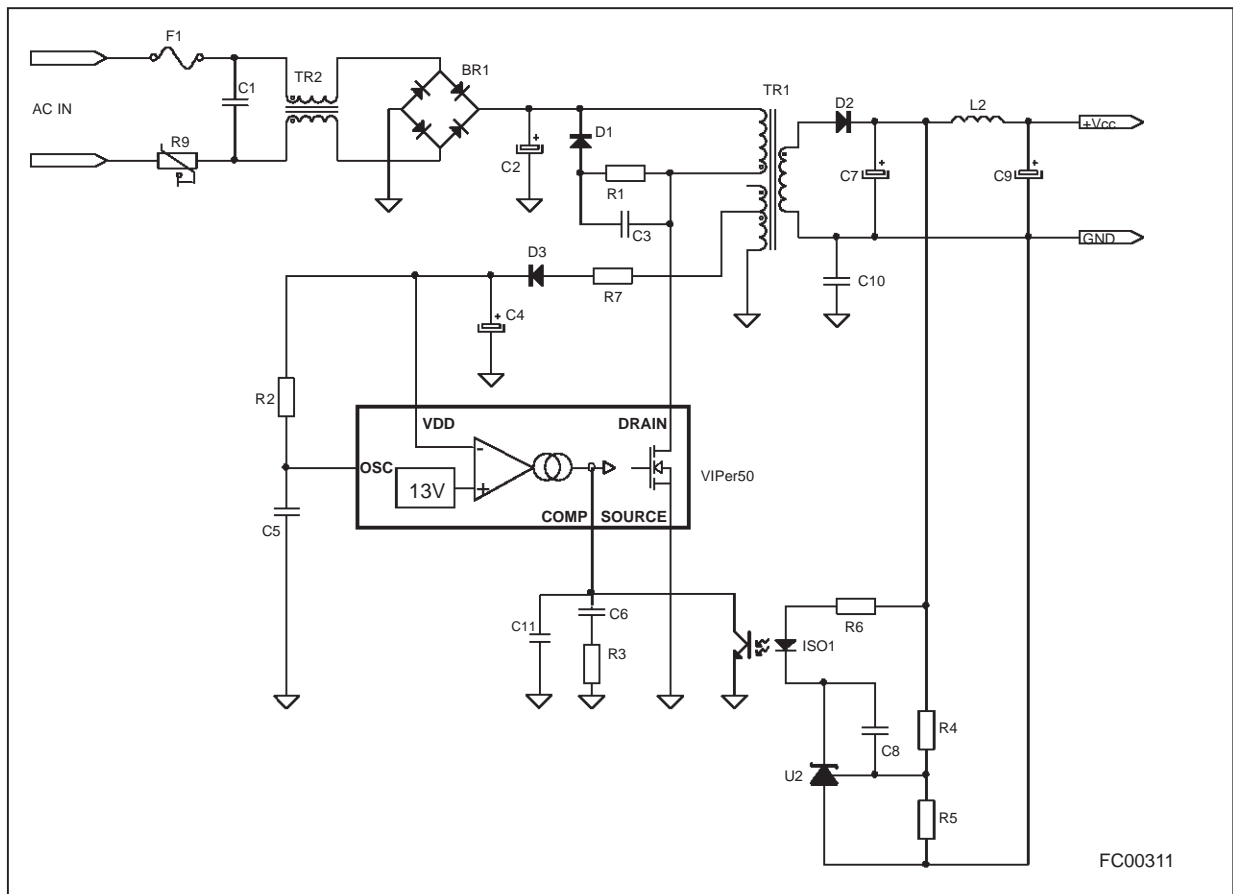 F1
TR2
BR1
TR1
D2
L2
C1
AC IN
D1
+Vcc
R9
C2
C7
C9
R1
C3
GND
D3
R7
C10
C4
R2
VDD
DRAIN
OSC
-
13V
+
VIPer50
COMP
SOURCE
C5
C11
C6
R6
R3
ISO1
R4
C8
U2
R5
FC00311
+
+
+
+